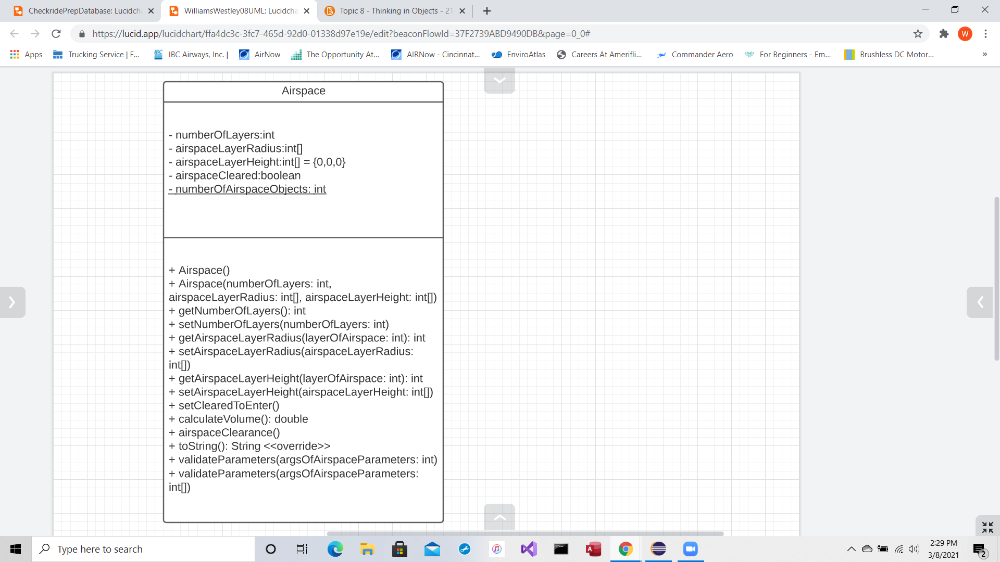 CheckridePrepDatabase: Lucidcha
WilliamsWestley08UML: Lucidcha
Topic 8 - Thinking in Objects - 21
https://lucid.app/lucidchart/ffa4dc3c-3fc7-465d-92d0-01338d97e19e/edit?beaconFlowId=37F2739ABD9490DB&page=0_0#
W
Apps
Trucking Service | F...
IBC Airways, Inc. |
AirNow
The Opportunity At...
AIRNow - Cincinnat...
EnviroAtlas
Careers At Amerifli...
Commander Aero
For Beginners - Em...
Brushless DC Motor...
»
Airspace
- numberOfLayers:int
- airspaceLayerRadius:int[]
- airspaceLayerHeight:int[] = {0,0,0}
- airspaceCleared:boolean
- numberOfAirspaceObjects: int
+ Airspace()
+ Airspace(numberOfLayers: int,
airspaceLayerRadius: int[], airspaceLayerHeight: int[])
+ getNumberOfLayers(): int
+ setNumberOfLayers(numberOfLayers: int)
+ getAirspaceLayerRadius(layerOfAirspace: int): int
+ setAirspaceLayerRadius(airspaceLayerRadius:
int[])
+ getAirspaceLayerHeight(layerOfAirspace: int): int
+ setAirspaceLayerHeight(airspaceLayerHeight: int[])
+ setClearedToEnter()
+ calculateVolume(): double
+ airspaceClearance()
+ toString(): String <<override>>
+ validateParameters(argsOfAirspaceParameters: int)
+ validateParameters(argsOfAirspaceParameters:
int[])
Type here to search
2:29 PM
3/8/2021
2